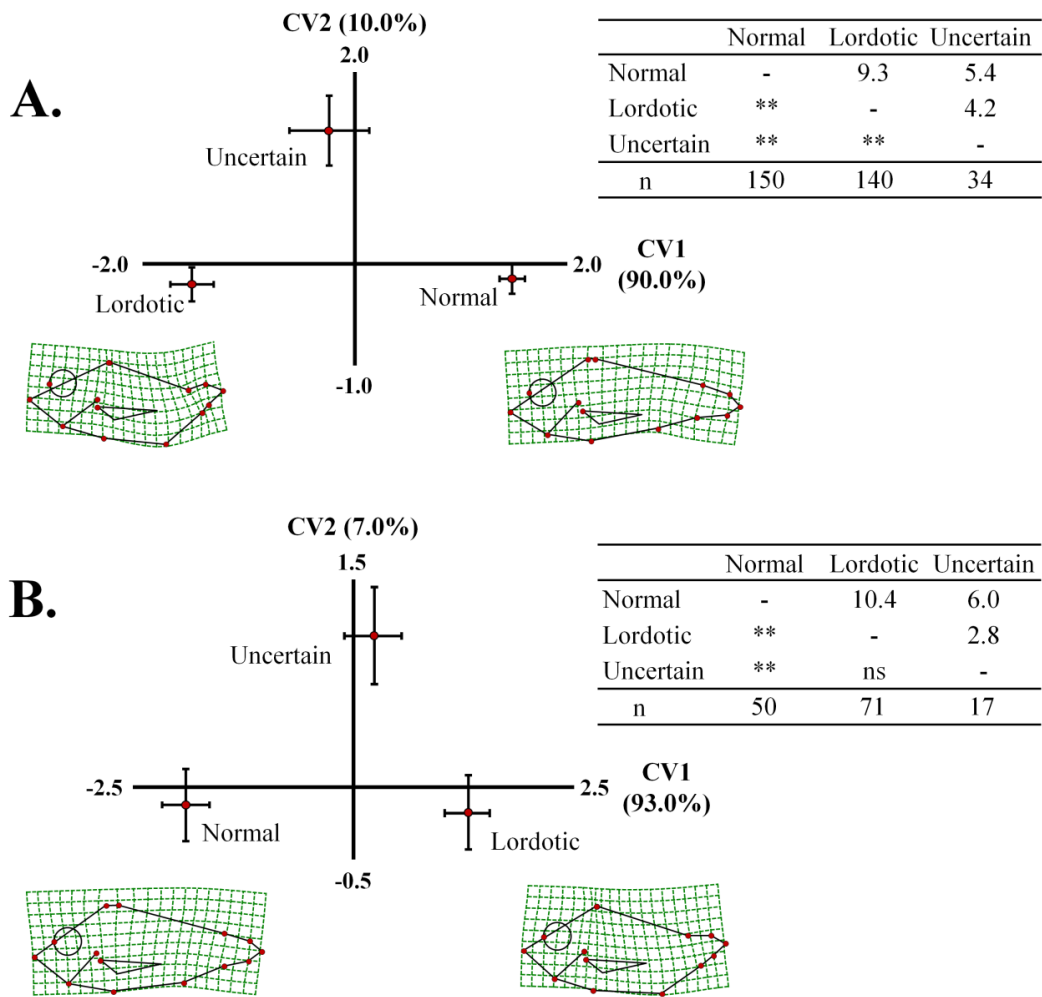 A.
CV2 (10.0%)
2.0
Uncertain
-2.0
2.0
CV1
(90.0%)
Lordotic
Normal
-1.0
Normal Lordotic Uncertain
Normal - 9.3 5.4
Lordotic ** - 4.2
Uncertain ** ** -
n 150 140 34
B.
CV2 (7.0%)
1.5
Uncertain
-2.5
2.5
CV1
(93.0%)
Normal
Lordotic
-0.5
Normal Lordotic Uncertain
Normal - 10.4 6.0
Lordotic ** - 2.8
Uncertain ** ns -
n 50 71 17